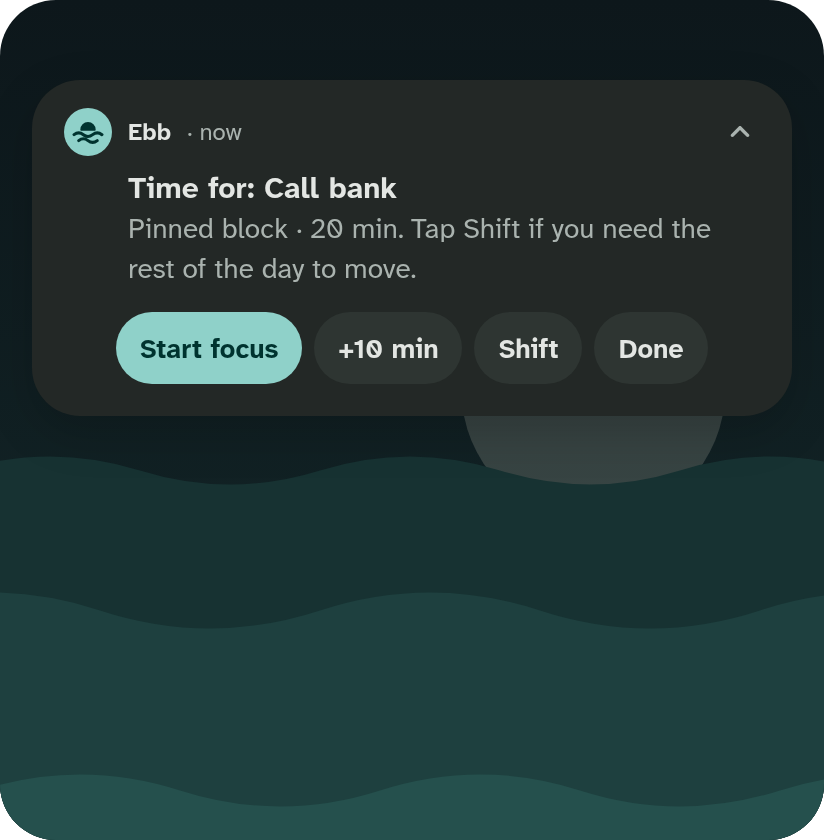 Ebb · now
Time for: Call bank
Pinned block · 20 min. Tap Shift if you need the
rest of the day to move.
Start focus +10 min Shift Done